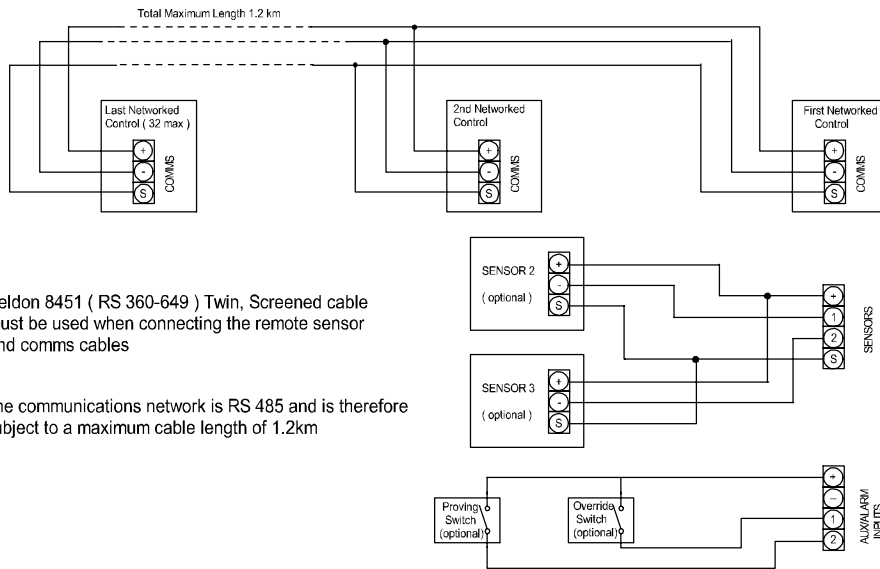 Total Maximum Length 1.2 km
Last Networked
Control ( 32 max )
+
-
S
COMMS
2nd Networked
Control
+
-
S
COMMS
First Networked
Control
+
-
S
COMMS
eldon 8451 ( RS 360-649 ) Twin, Screened cable
ust be used when connecting the remote sensor
nd comms cables
he communications network is RS 485 and is therefore
ubject to a maximum cable length of 1.2km
SENSOR 2
( optional )
+
-
S
SENSOR 3
( optional )
+
-
S
+
1
2
S
SENSORS
Proving
Switch
(optional)
Override
Switch
(optional)
+
–
1
2
AUX/ALARM
INPUTS